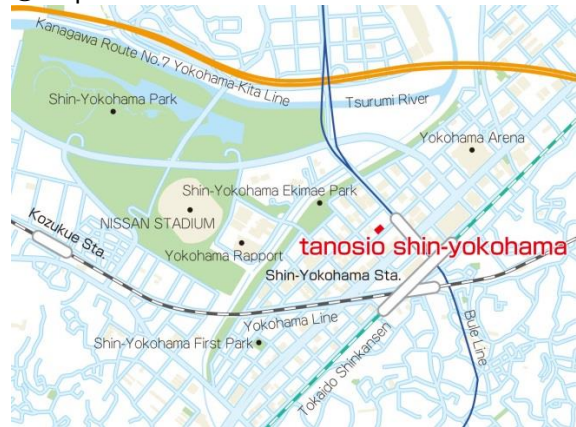 Kanagawa Route No.7 Yokohama-Kita Line
Shin-Yokohama Park
Tsurumi River
Yokohama Arena
Shin-Yokohama Ekimae Park
NISSAN STADIUM
Kozukue Sta.
Yokohama Rapport
tanosio shin-yokohama
Shin-Yokohama Sta.
Yokohama Line
Shin-Yokohama First Park
Tokaido Shinkansen
Bule Line